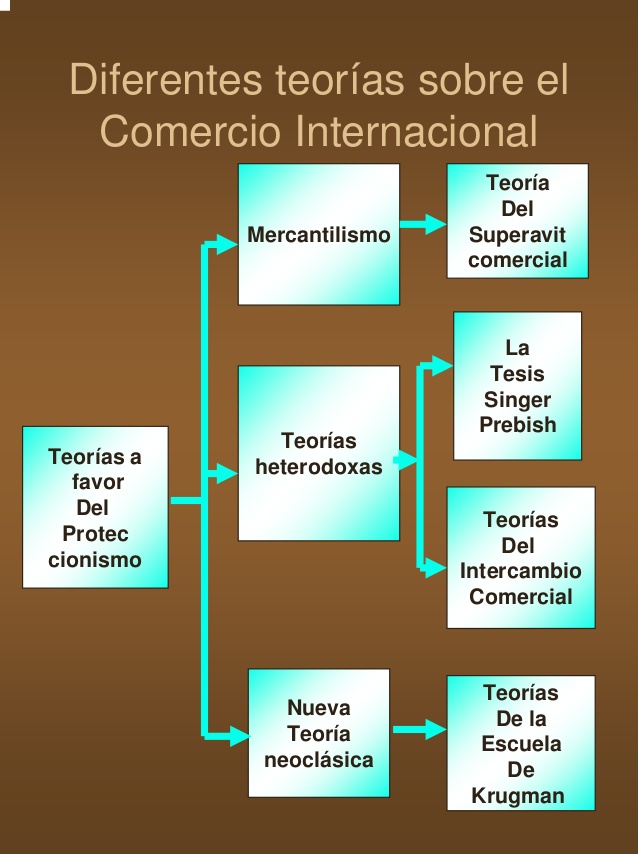 Diferentes teorías sobre el
Comercio Internacional
Teorías a
favor
Del
Protec
cionismo
Mercantilismo
Teoría
Del
Superavit
comercial
Teorías
heterodoxas
La
Tesis
Singer
Prebish
Teorías
Del
Intercambio
Comercial
Nueva
Teoría
neoclásica
Teorías
De la
Escuela
De
Krugman